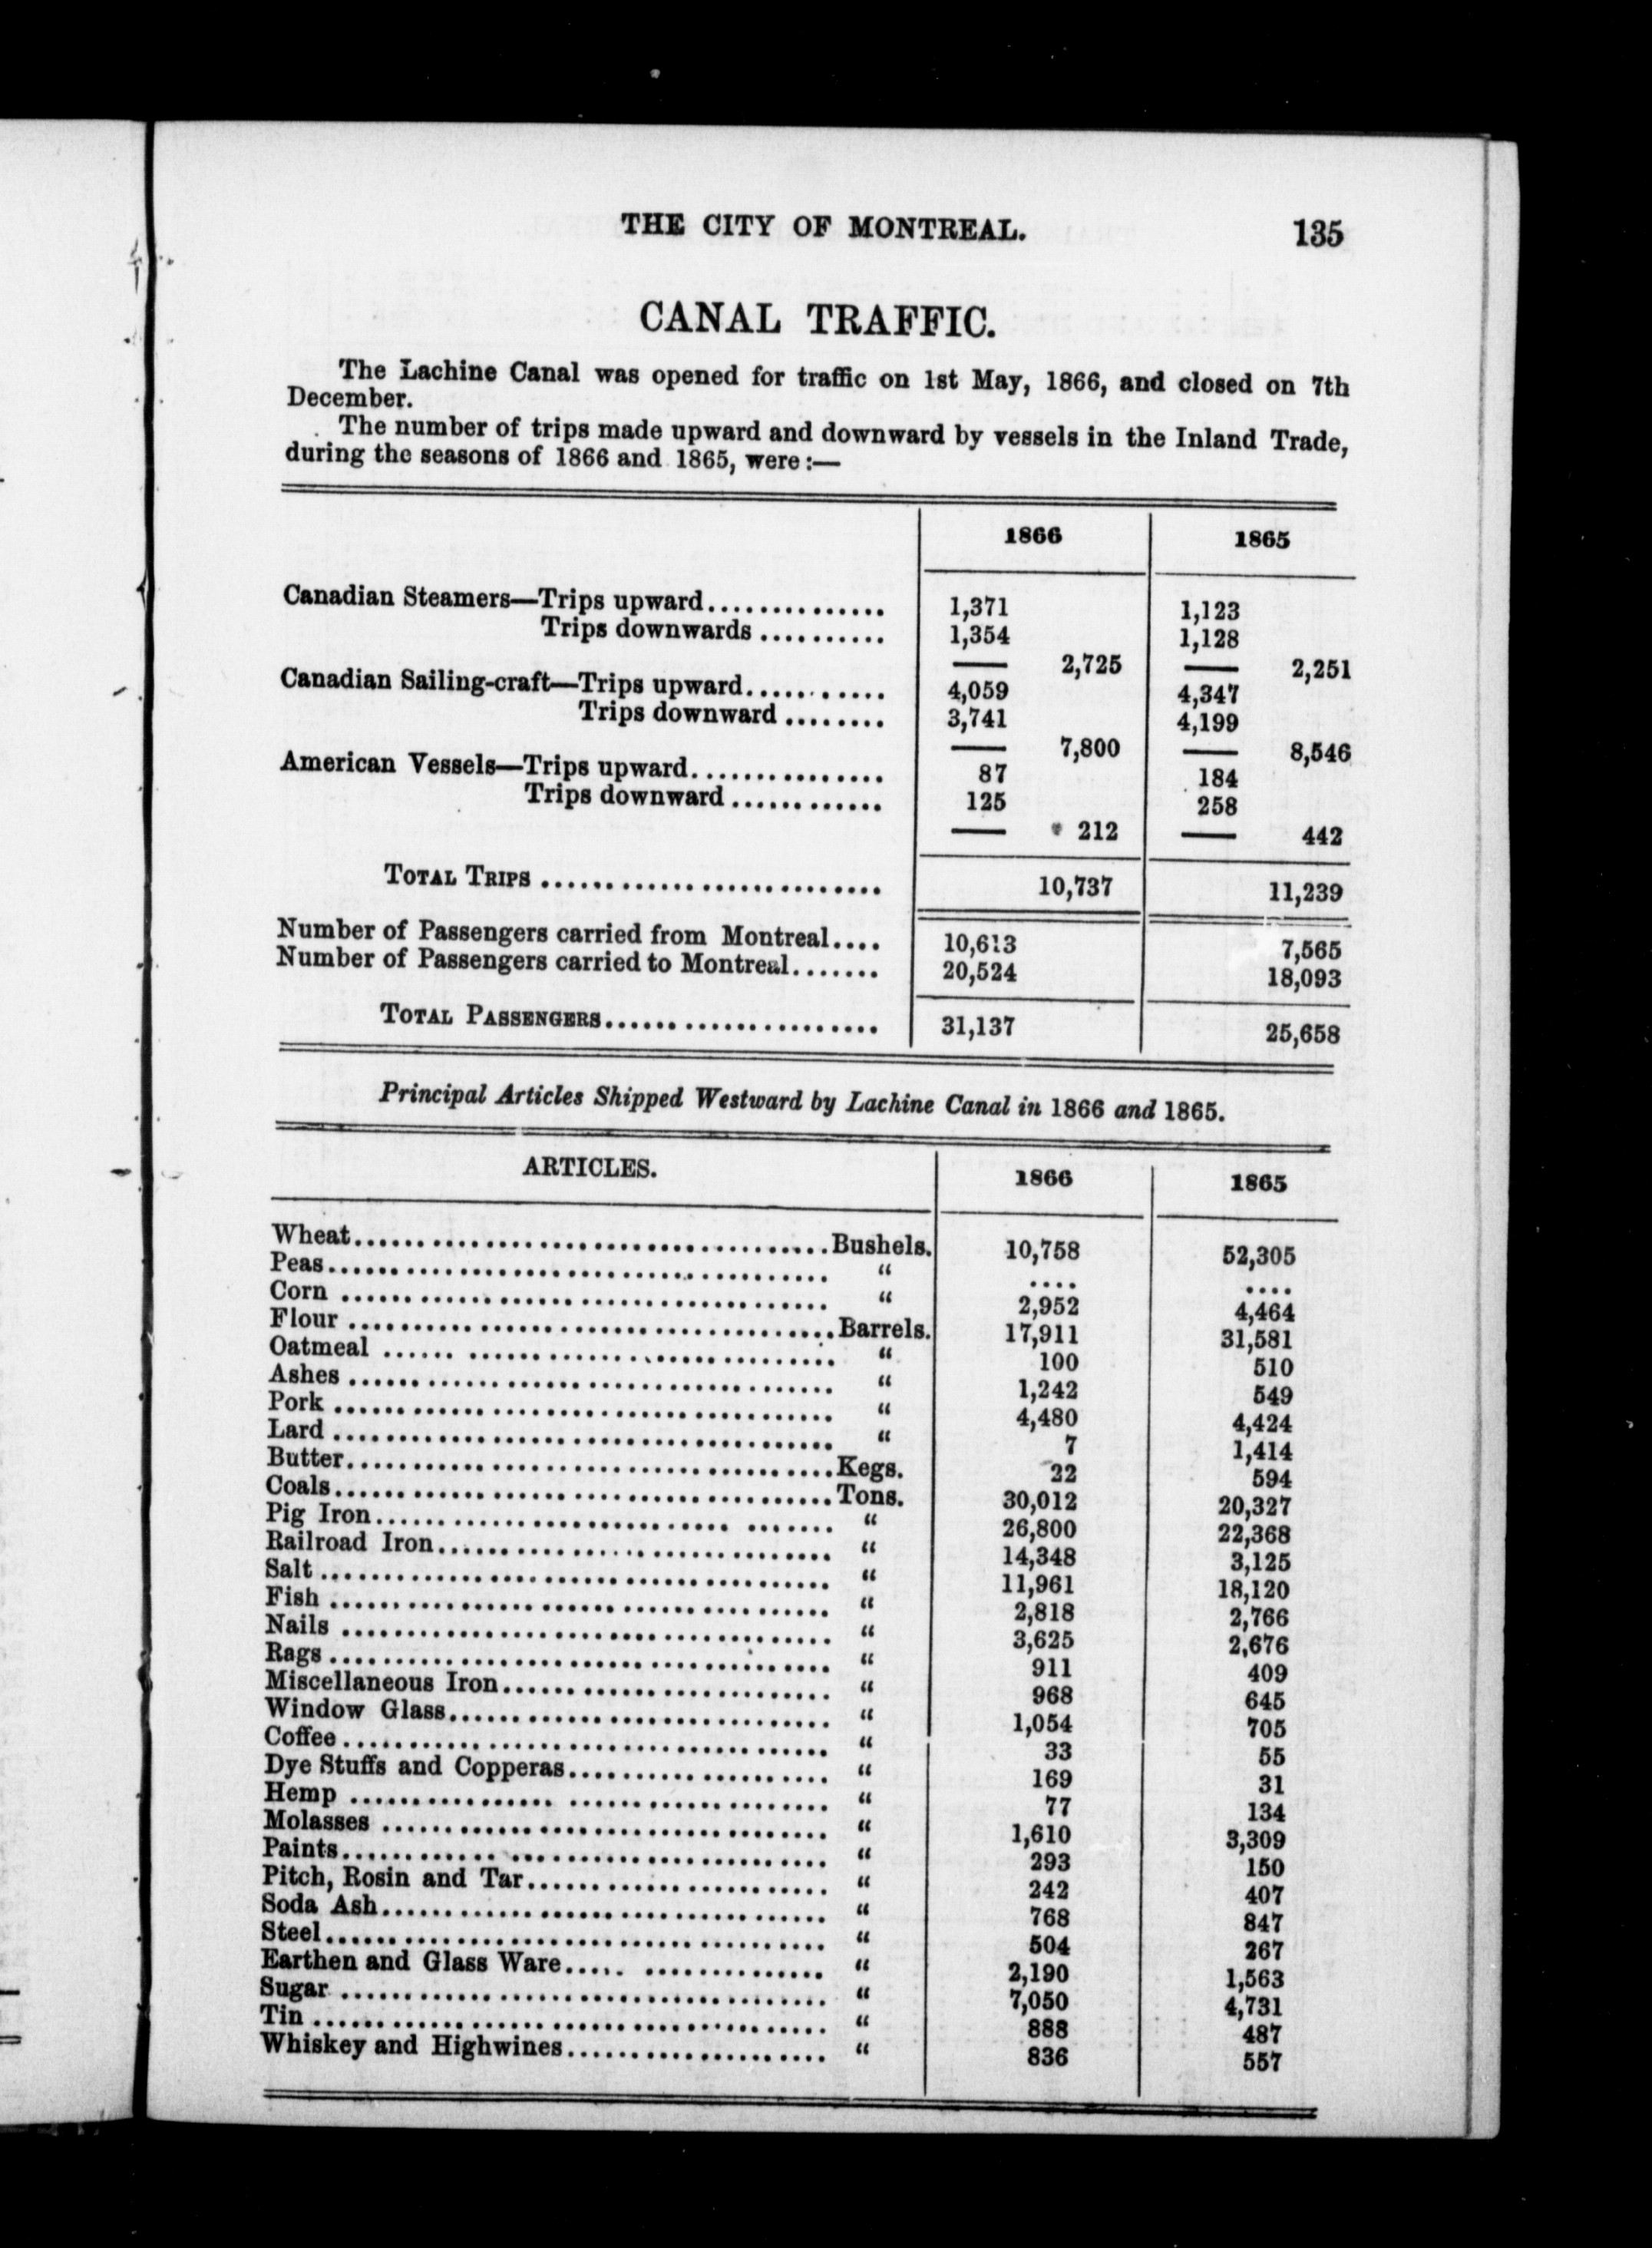 THE CITY OF MONTREAL. 135
CANAL TRAFFIC.
The Lachine Canal was opened for traffic on 1st May, 1866, and closed on 7th
December.
The number of trips made upward and downward by vessels in the Inland Trade,
during the seasons of 1866 and 1865, were:—
1866 1865
Canadian Steamers—Trips upward.............. 1,371 1,123
Trips downwards .......... 1,354 1,128
—— 2,725 —— 2,251
Canadian Sailing-craft—Trips upward........... 4,059 4,347
Trips downward ........ 3,741 4,199
—— 7,800 —— 8,546
American Vessels—Trips upward............... 87 184
Trips downward ............ 125 258
—— 212 —— 442
TOTAL TRIPS .......................... 10,737 11,239
Number of Passengers carried from Montreal.... 10,613 7,565
Number of Passengers carried to Montreal....... 20,524 18,093
TOTAL PASSENGERS..................... 31,137 25,658
Principal Articles Shipped Westward by Lachine Canal in 1866 and 1865.
ARTICLES. 1866 1865
Wheat....................................Bushels. 10,758 52,305
Peas...................................... “ .... ....
Corn ..................................... “ 2,952 4,464
Flour .....................................Barrels. 17,911 31,581
Oatmeal .................................. “ 100 510
Ashes ..................................... “ 1,242 549
Pork ...................................... “ 4,480 4,424
Lard ...................................... “ 7 1,414
Butter.....................................Kegs. 22 594
Coals......................................Tons. 30,012 20,327
Pig Iron.................................. “ 26,800 22,368
Railroad Iron.............................. “ 14,348 3,125
Salt ....................................... “ 11,961 18,120
Fish ...................................... “ 2,818 2,766
Nails ..................................... “ 3,625 2,676
Rags ...................................... “ 911 409
Miscellaneous Iron......................... “ 968 645
Window Glass............................. “ 1,054 705
Coffee ..................................... “ 33 55
Dye Stuffs and Copperas.................... “ 169 31
Hemp .................................... “ 77 134
Molasses .................................. “ 1,610 3,309
Paints..................................... “ 293 150
Pitch, Rosin and Tar....................... “ 242 407
Soda Ash.................................. “ 768 847
Steel...................................... “ 504 267
Earthen and Glass Ware..... .............. “ 2,190 1,563
Sugar ..................................... “ 7,050 4,731
Tin ....................................... “ 888 487
Whiskey and Highwines.................... “ 836 557